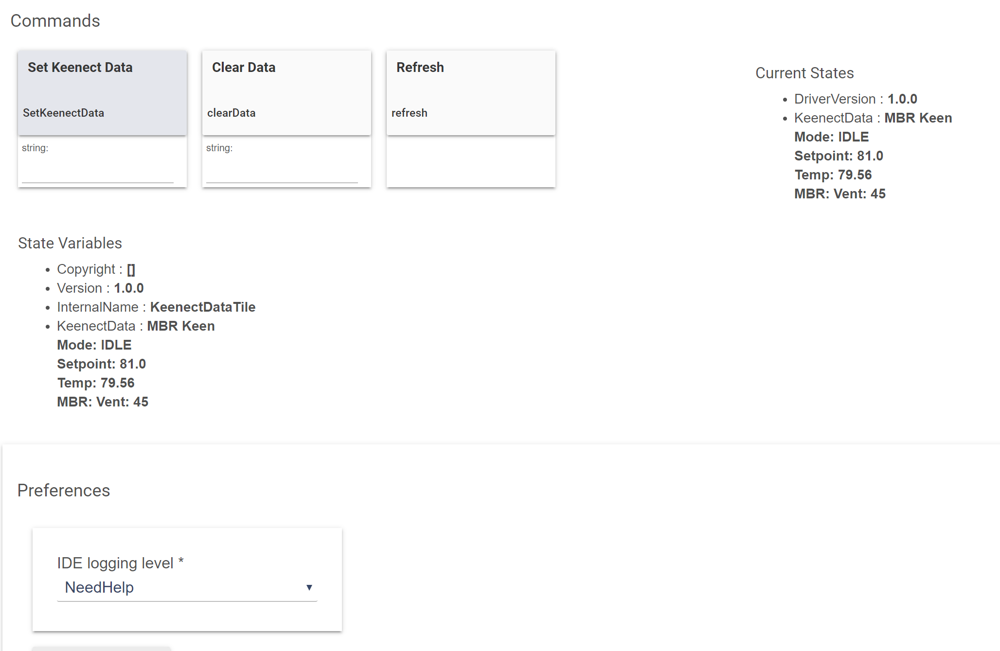 Commands
Set Keenect Data
SetKeenectData
string:
Clear Data
clearData
string:
Refresh
refresh
Current States
DriverVersion : 1.0.0
KeenectData : MBR Keen
Mode: IDLE
Setpoint: 81.0
Temp: 79.56
MBR: Vent: 45
State Variables
Copyright : []
Version : 1.0.0
InternalName : KeenectDataTile
KeenectData : MBR Keen
Mode: IDLE
Setpoint: 81.0
Temp: 79.56
MBR: Vent: 45
Preferences
IDE logging level *
NeedHelp